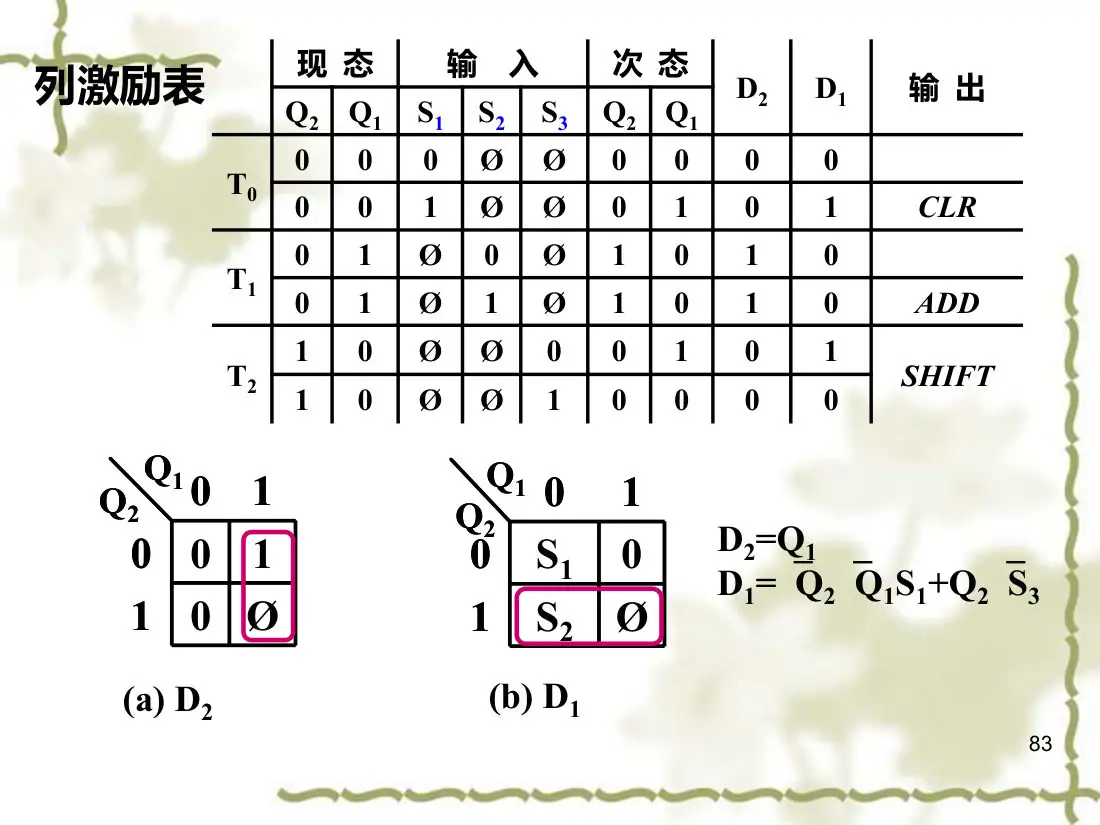 列激励表
现 态 输 入 次 态 D₂ D₁ 输 出
Q₂ Q₁ S₁ S₂ S₃ Q₂ Q₁
T₀ 0 0 0 Ø Ø 0 0 0 0
0 0 1 Ø Ø 0 1 0 1 CLR
T₁ 0 1 Ø 0 Ø 1 0 1 0
0 1 Ø 1 Ø 1 0 1 0 ADD
T₂ 1 0 Ø Ø 0 0 1 0 1 SHIFT
1 0 Ø Ø 1 0 0 0 0
Q₁ 0 1
Q₂
0 0 1
1 0 Ø
(a) D₂
Q₁ 0 1
Q₂
0 S₁ 0
1 S₂ Ø
(b) D₁
D₂=Q₁
D₁= Q̅₂ Q̅₁S₁+Q₂ S̅₃
83